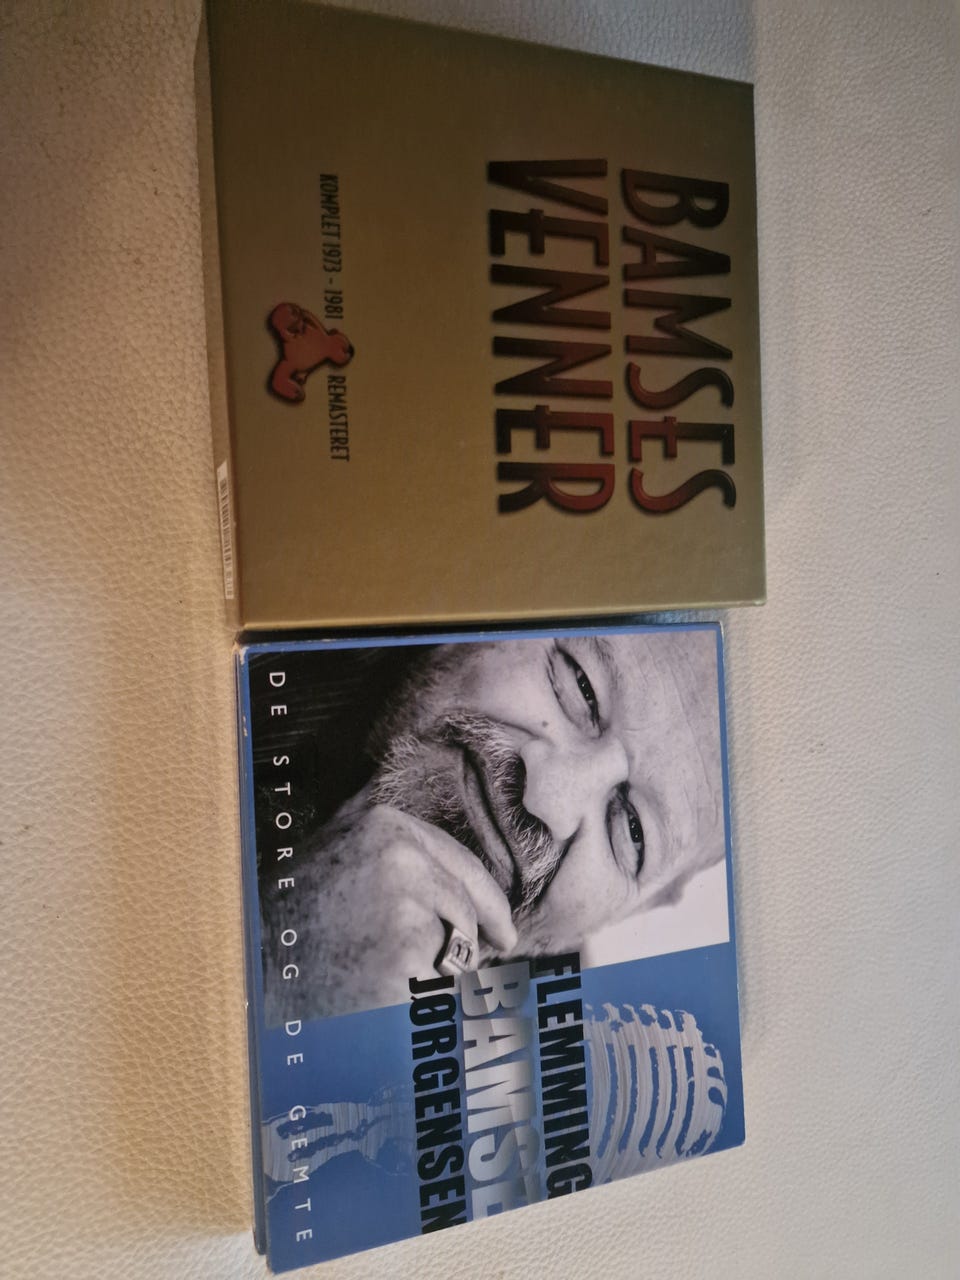 BAMSES
VENNER
KOMPLET 1973 - 1981 REMASTERET
FLEMMING
BAMSE
JØRGENSEN
DE STORE OG DE GEMTE